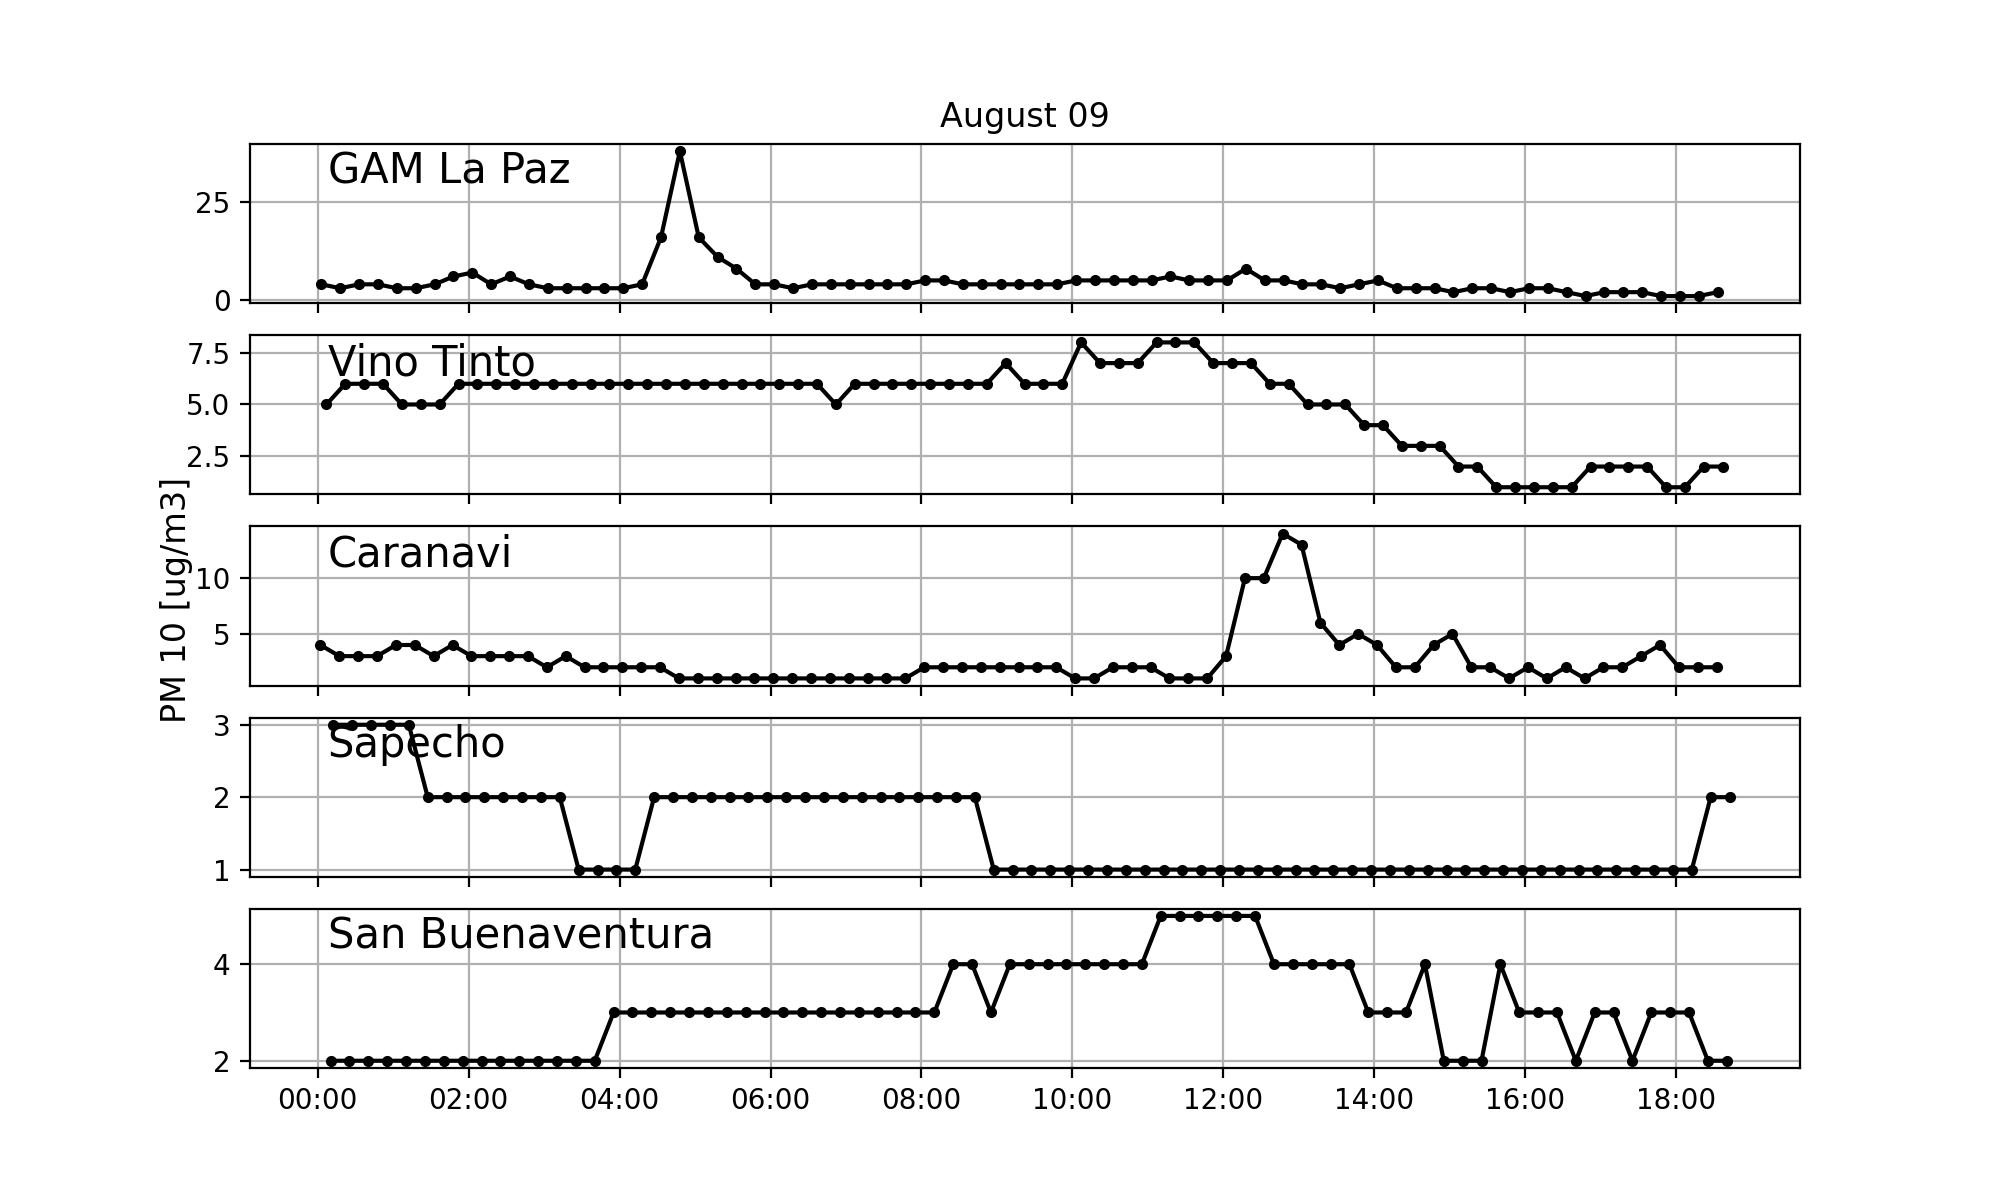 August 09
GAM La Paz
25
0
Vino Tinto
7.5
5.0
2.5
PM 10 [ug/m3]
Caranavi
10
5
Sapecho
3
2
1
San Buenaventura
4
2
00:00 02:00 04:00 06:00 08:00 10:00 12:00 14:00 16:00 18:00